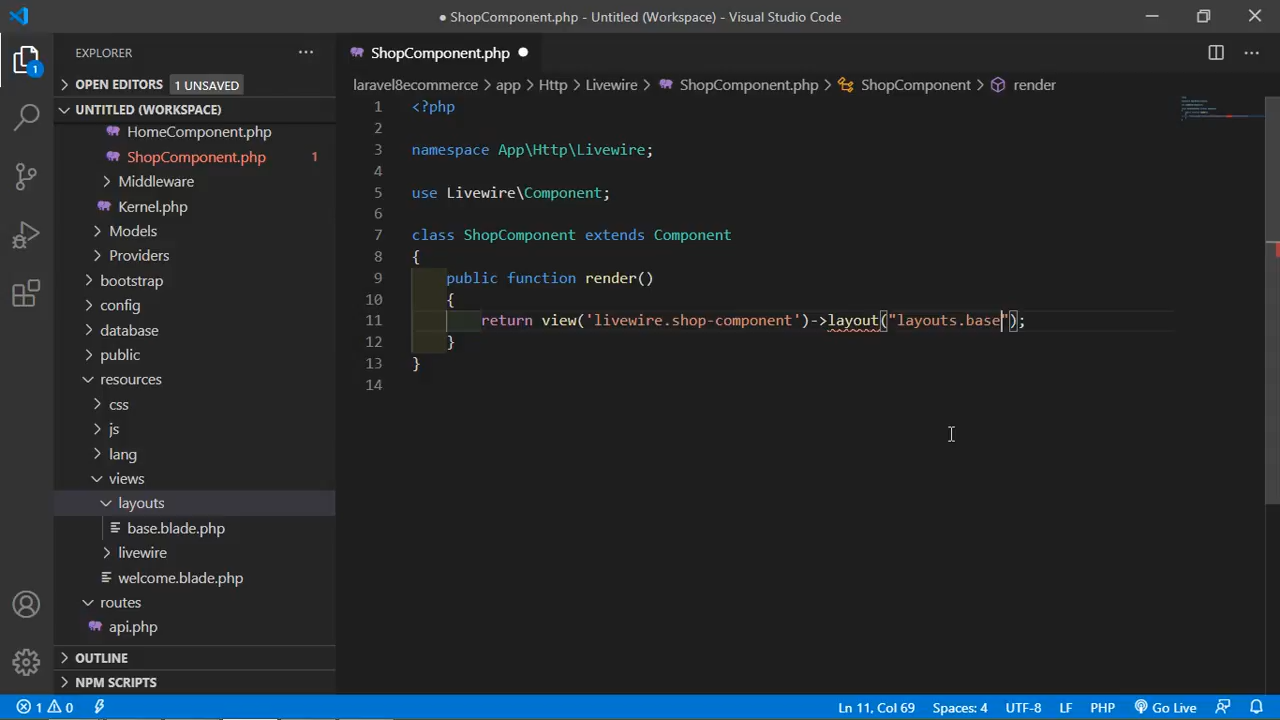 ● ShopComponent.php - Untitled (Workspace) - Visual Studio Code
EXPLORER
OPEN EDITORS 1 UNSAVED
UNTITLED (WORKSPACE)
HomeComponent.php
ShopComponent.php 1
Middleware
Kernel.php
Models
Providers
bootstrap
config
database
public
resources
css
js
lang
views
layouts
base.blade.php
livewire
welcome.blade.php
routes
api.php
OUTLINE
NPM SCRIPTS
1
ShopComponent.php
laravel8ecommerce > app > Http > Livewire > ShopComponent.php > ShopComponent > render
1 <?php
2
3 namespace App\Http\Livewire;
4
5 use Livewire\Component;
6
7 class ShopComponent extends Component
8 {
9 public function render()
10 {
11 return view('livewire.shop-component')->layout("layouts.base");
12 }
13 }
14
1 0
Ln 11, Col 69 Spaces: 4 UTF-8 LF PHP Go Live